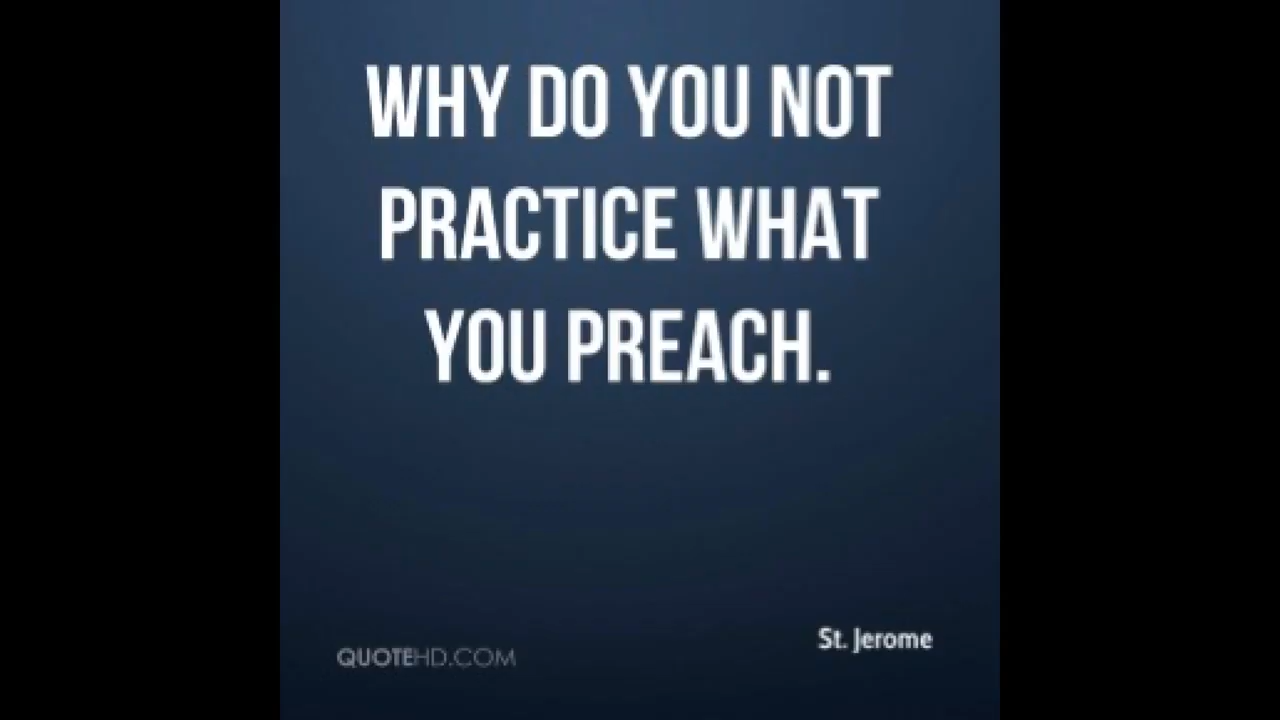 WHY DO YOU NOT
PRACTICE WHAT
YOU PREACH.
St. Jerome
QUOTEHD.COM